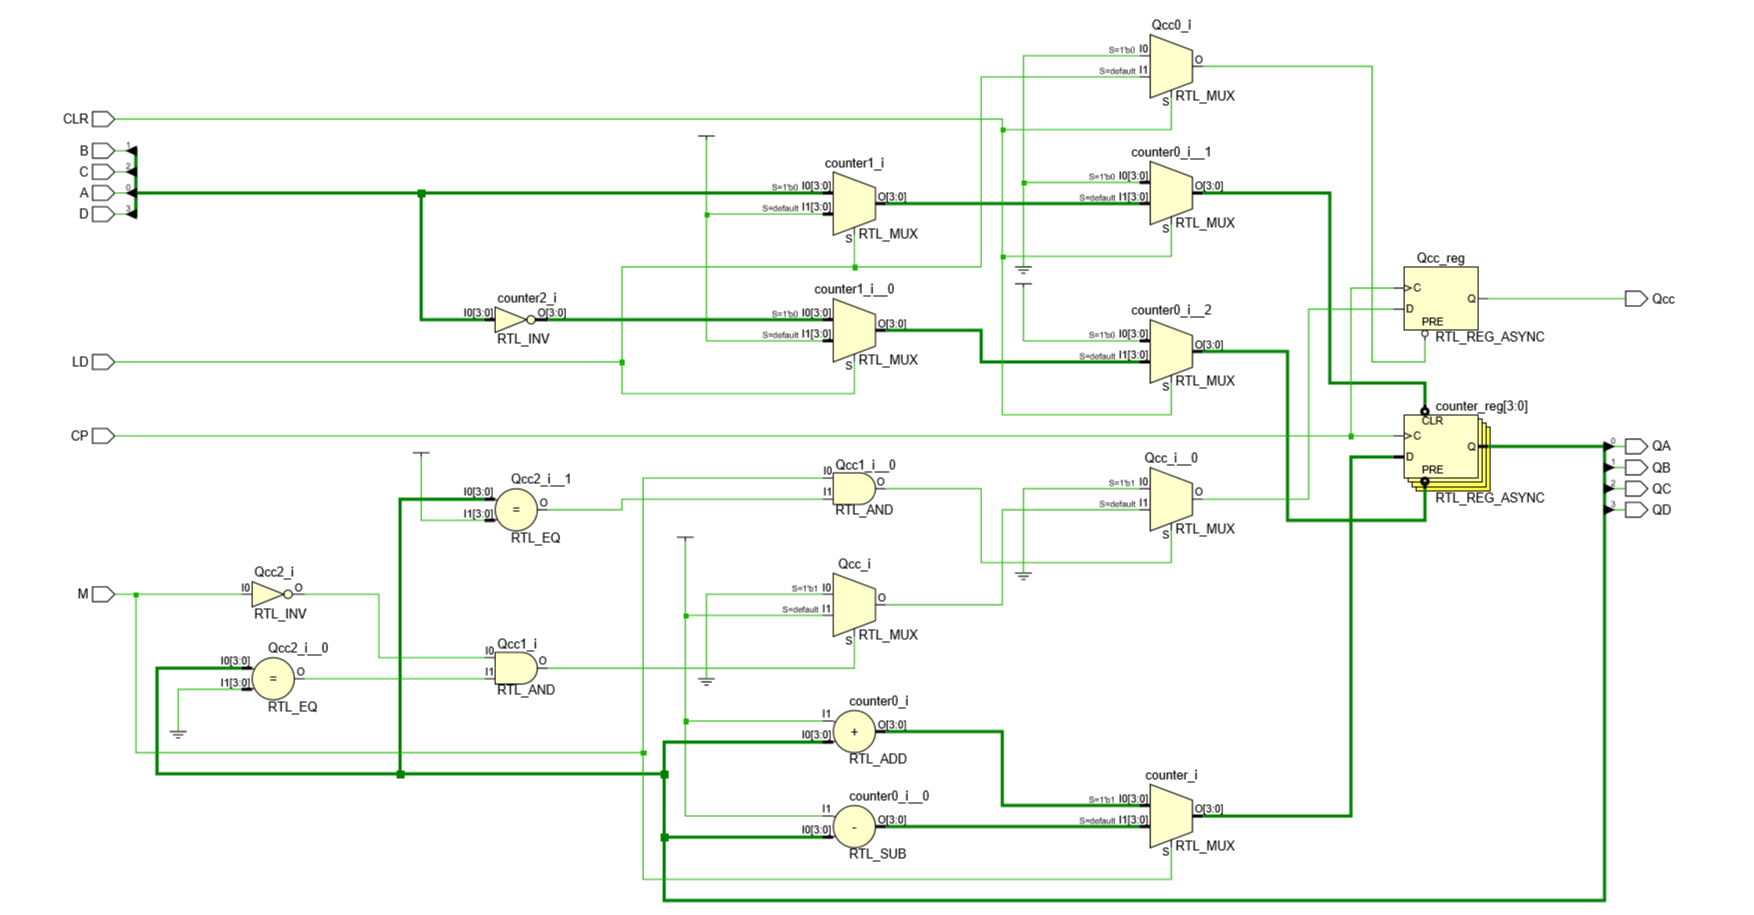 Qcc0_i
S=1'b0 I0
S=default I1
O
S
RTL_MUX
CLR
B
1
C
2
A
0
D
3
counter1_i
S=1'b0 I0[3:0]
S=default I1[3:0]
O[3:0]
S
RTL_MUX
counter0_i__1
S=1'b0 I0[3:0]
S=default I1[3:0]
O[3:0]
S
RTL_MUX
counter2_i
I0[3:0]
O[3:0]
RTL_INV
counter1_i__0
S=1'b0 I0[3:0]
S=default I1[3:0]
O[3:0]
S
RTL_MUX
counter0_i__2
S=1'b0 I0[3:0]
S=default I1[3:0]
O[3:0]
S
RTL_MUX
Qcc_reg
C
D
Q
PRE
RTL_REG_ASYNC
Qcc
LD
CP
counter_reg[3:0]
CLR
C
D
Q
PRE
RTL_REG_ASYNC
0
QA
1
QB
2
QC
3
QD
Qcc2_i__1
I0[3:0]
I1[3:0]
=
O
RTL_EQ
Qcc1_i__0
I0
I1
O
RTL_AND
Qcc_i__0
S=1'b1 I0
S=default I1
O
S
RTL_MUX
M
Qcc2_i
I0
O
RTL_INV
Qcc_i
S=1'b1 I0
S=default I1
O
S
RTL_MUX
Qcc2_i__0
I0[3:0]
I1[3:0]
=
O
RTL_EQ
Qcc1_i
I0
I1
O
RTL_AND
counter0_i
I1
I0[3:0]
+
O[3:0]
RTL_ADD
counter0_i__0
I1
I0[3:0]
-
O[3:0]
RTL_SUB
counter_i
S=1'b1 I0[3:0]
S=default I1[3:0]
O[3:0]
S
RTL_MUX